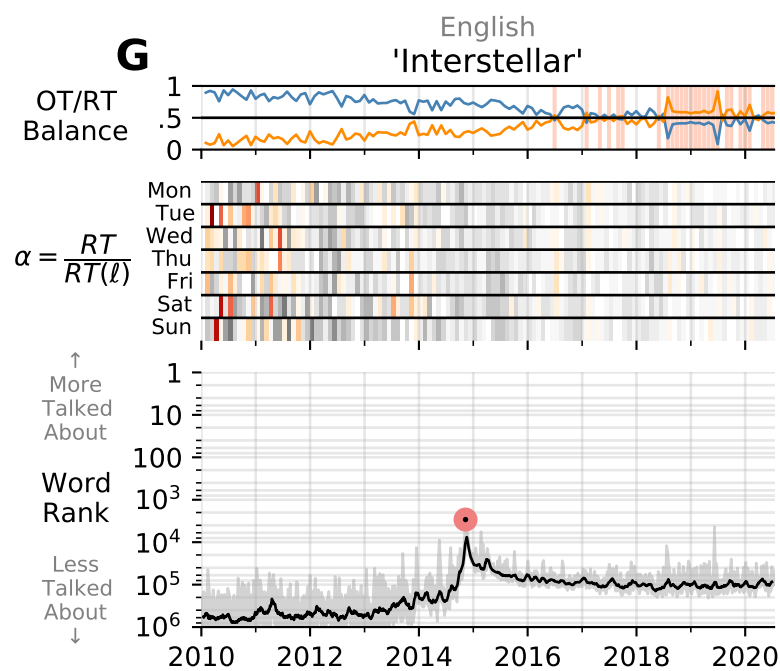 English
G
'Interstellar'
OT/RT
Balance
1
.5
0
α = RT / RT(ℓ)
Mon
Tue
Wed
Thu
Fri
Sat
Sun
↑
More
Talked
About
Word
Rank
Less
Talked
About
↓
1
10
100
10³
10⁴
10⁵
10⁶
2010 2012 2014 2016 2018 2020